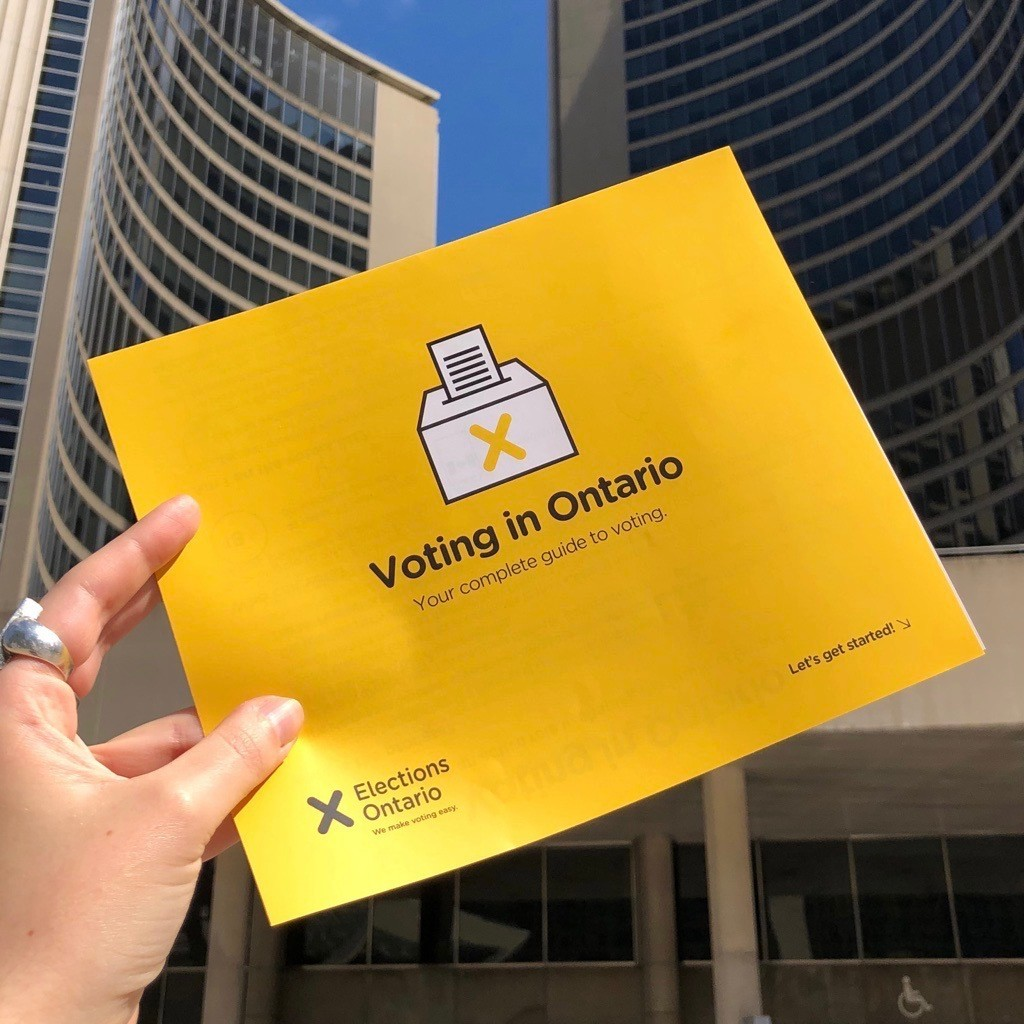 Voting in Ontario
Your complete guide to voting.
Let's get started!
Elections
Ontario
We make voting easy.